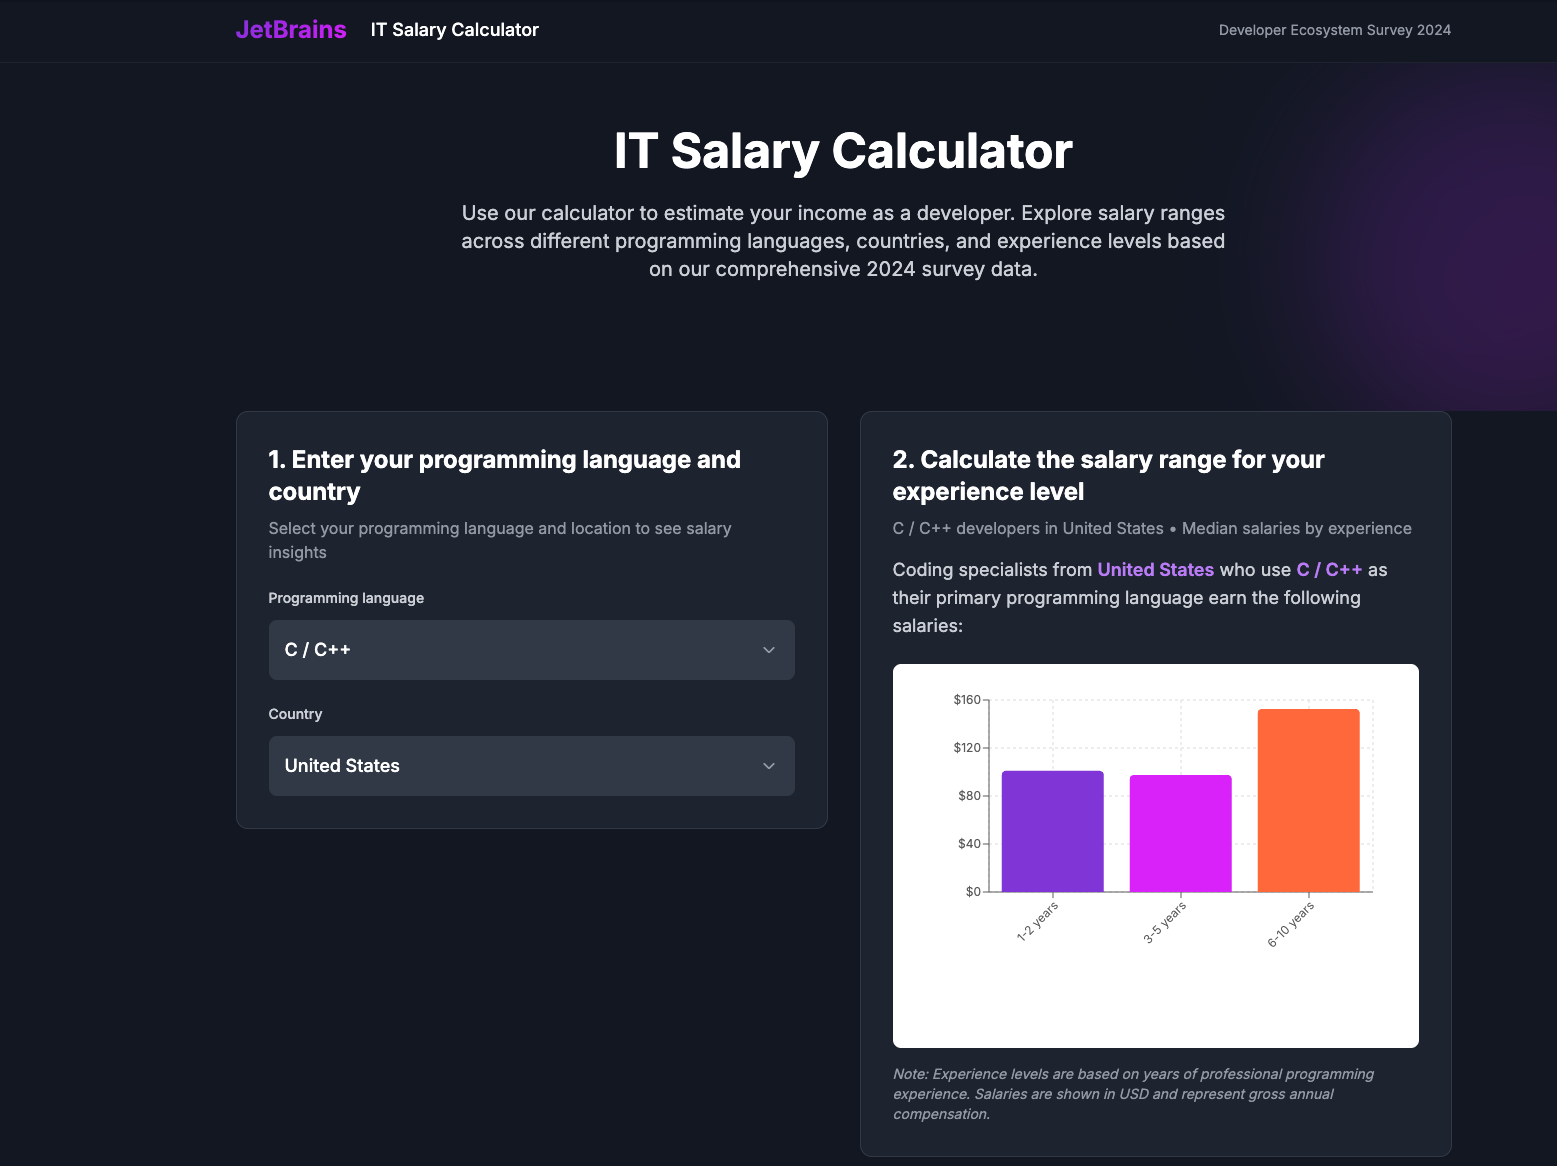 JetBrains IT Salary Calculator Developer Ecosystem Survey 2024
IT Salary Calculator
Use our calculator to estimate your income as a developer. Explore salary ranges
across different programming languages, countries, and experience levels based
on our comprehensive 2024 survey data.
1. Enter your programming language and
country
Select your programming language and location to see salary
insights
Programming language
C / C++
Country
United States
2. Calculate the salary range for your
experience level
C / C++ developers in United States • Median salaries by experience
Coding specialists from United States who use C / C++ as
their primary programming language earn the following
salaries:
$160
$120
$80
$40
$0
1-2 years
3-5 years
6-10 years
Note: Experience levels are based on years of professional programming
experience. Salaries are shown in USD and represent gross annual
compensation.